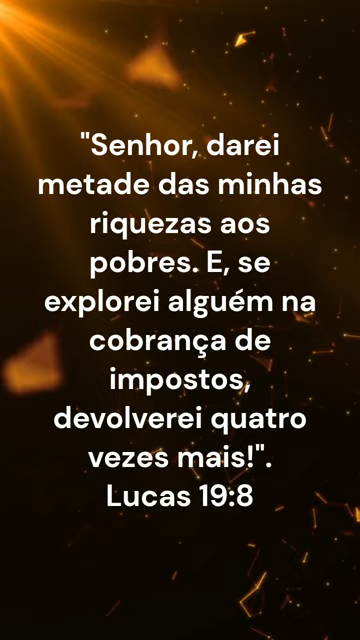 "Senhor, darei
metade das minhas
riquezas aos
pobres. E, se
explorei alguém na
cobrança de
impostos,
devolverei quatro
vezes mais!".
Lucas 19:8